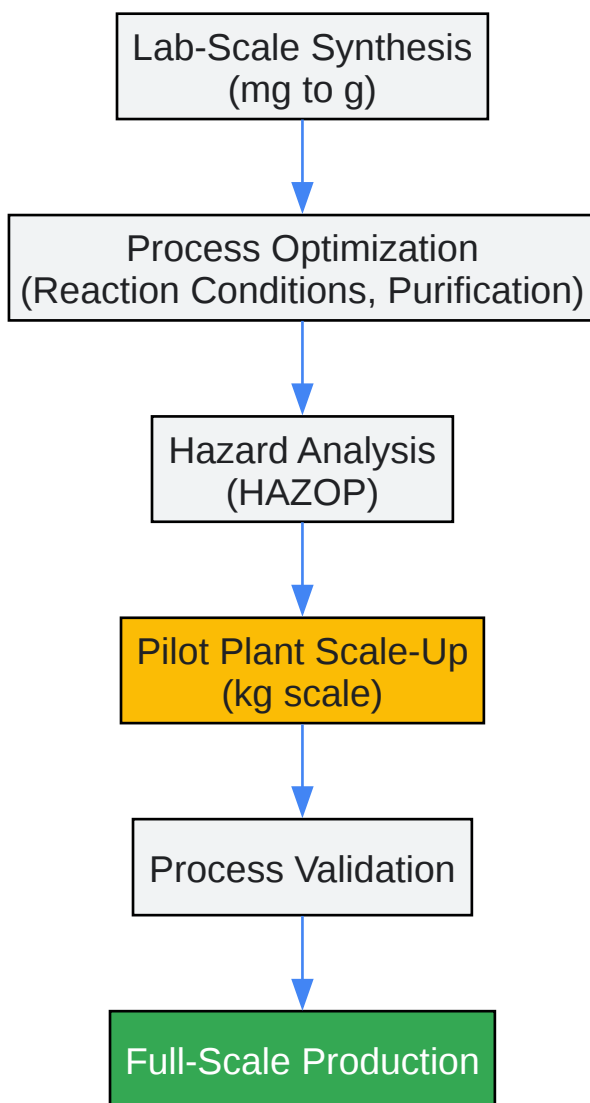 Lab-Scale Synthesis
(mg to g)
Process Optimization
(Reaction Conditions, Purification)
Hazard Analysis
(HAZOP)
Pilot Plant Scale-Up
(kg scale)
Process Validation
Full-Scale Production